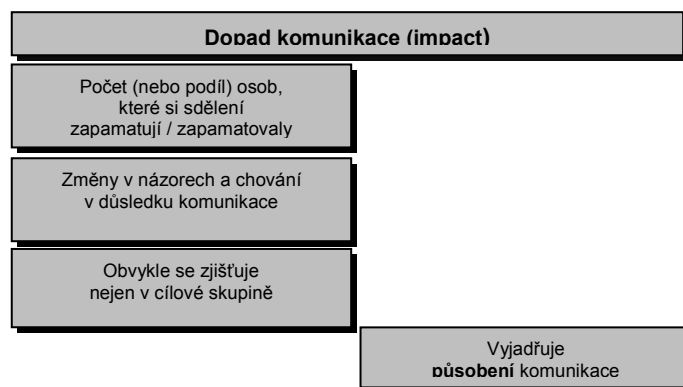 Dopad komunikace (impact)
Počet (nebo podíl) osob,
které si sdělení
zapamatují / zapamatovaly
Změny v názorech a chování
v důsledku komunikace
Obvykle se zjišťuje
nejen v cílové skupině
Vyjadřuje
působení komunikace